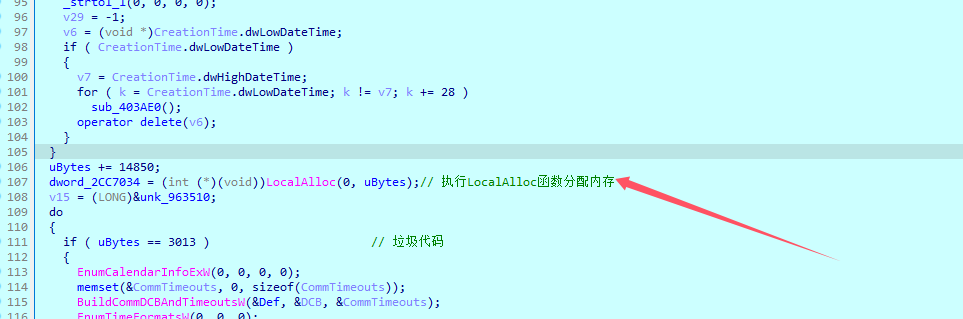 95 _strtol_l(0, 0, 0, 0);
96 v29 = -1;
97 v6 = (void *)CreationTime.dwLowDateTime;
98 if ( CreationTime.dwLowDateTime )
99 {
100 v7 = CreationTime.dwHighDateTime;
101 for ( k = CreationTime.dwLowDateTime; k != v7; k += 28 )
102 sub_403AE0();
103 operator delete(v6);
104 }
105 }
106 uBytes += 14850;
107 dword_2CC7034 = (int (*)(void))LocalAlloc(0, uBytes);// 执行LocalAlloc函数分配内存
108 v15 = (LONG)&unk_963510;
109 do
110 {
111 if ( uBytes == 3013 ) // 垃圾代码
112 {
113 EnumCalendarInfoExW(0, 0, 0, 0);
114 memset(&CommTimeouts, 0, sizeof(CommTimeouts));
115 BuildCommDCBAndTimeoutsW(&Def, &DCB, &CommTimeouts);
116 EnumTimeFormatsW(0, 0, 0);